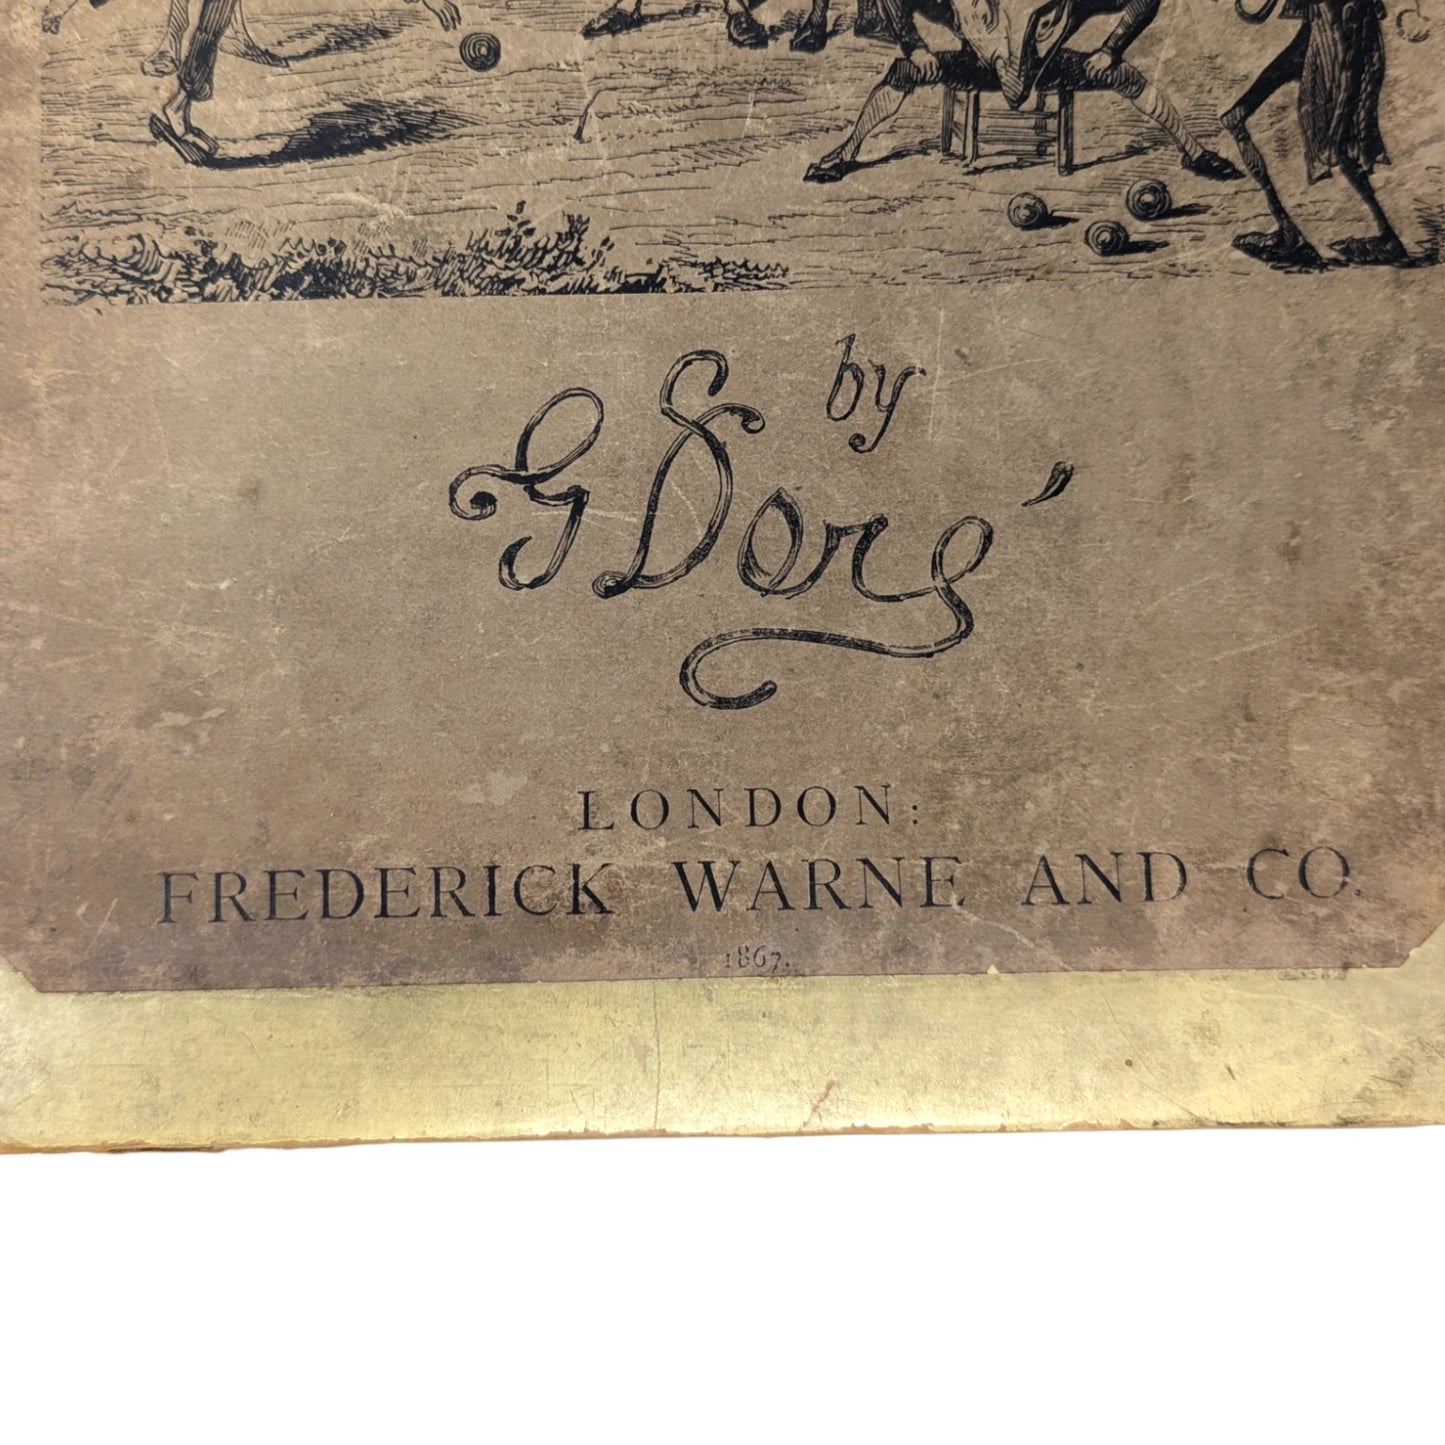 by
G Doré
LONDON:
FREDERICK WARNE AND CO.
1867.